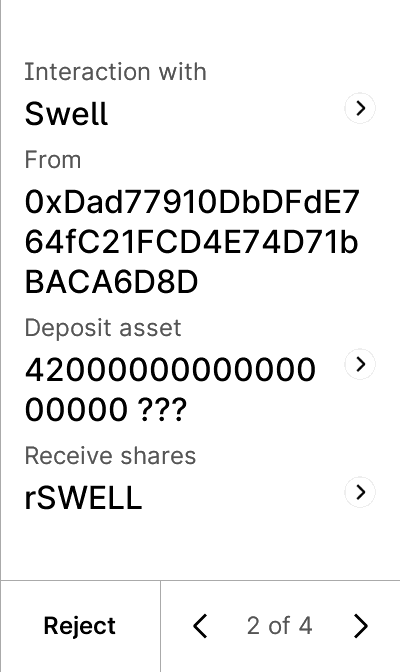 Interaction with
Swell
From
0xDad77910DbDFdE7
64fC21FCD4E74D71b
BACA6D8D
Deposit asset
42000000000000
00000 ???
Receive shares
rSWELL
Reject
2 of 4